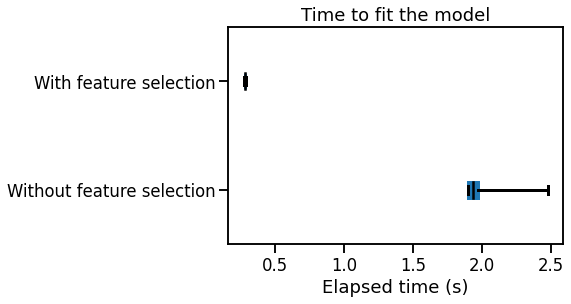 Time to fit the model
With feature selection
Without feature selection
0.5 1.0 1.5 2.0 2.5
Elapsed time (s)